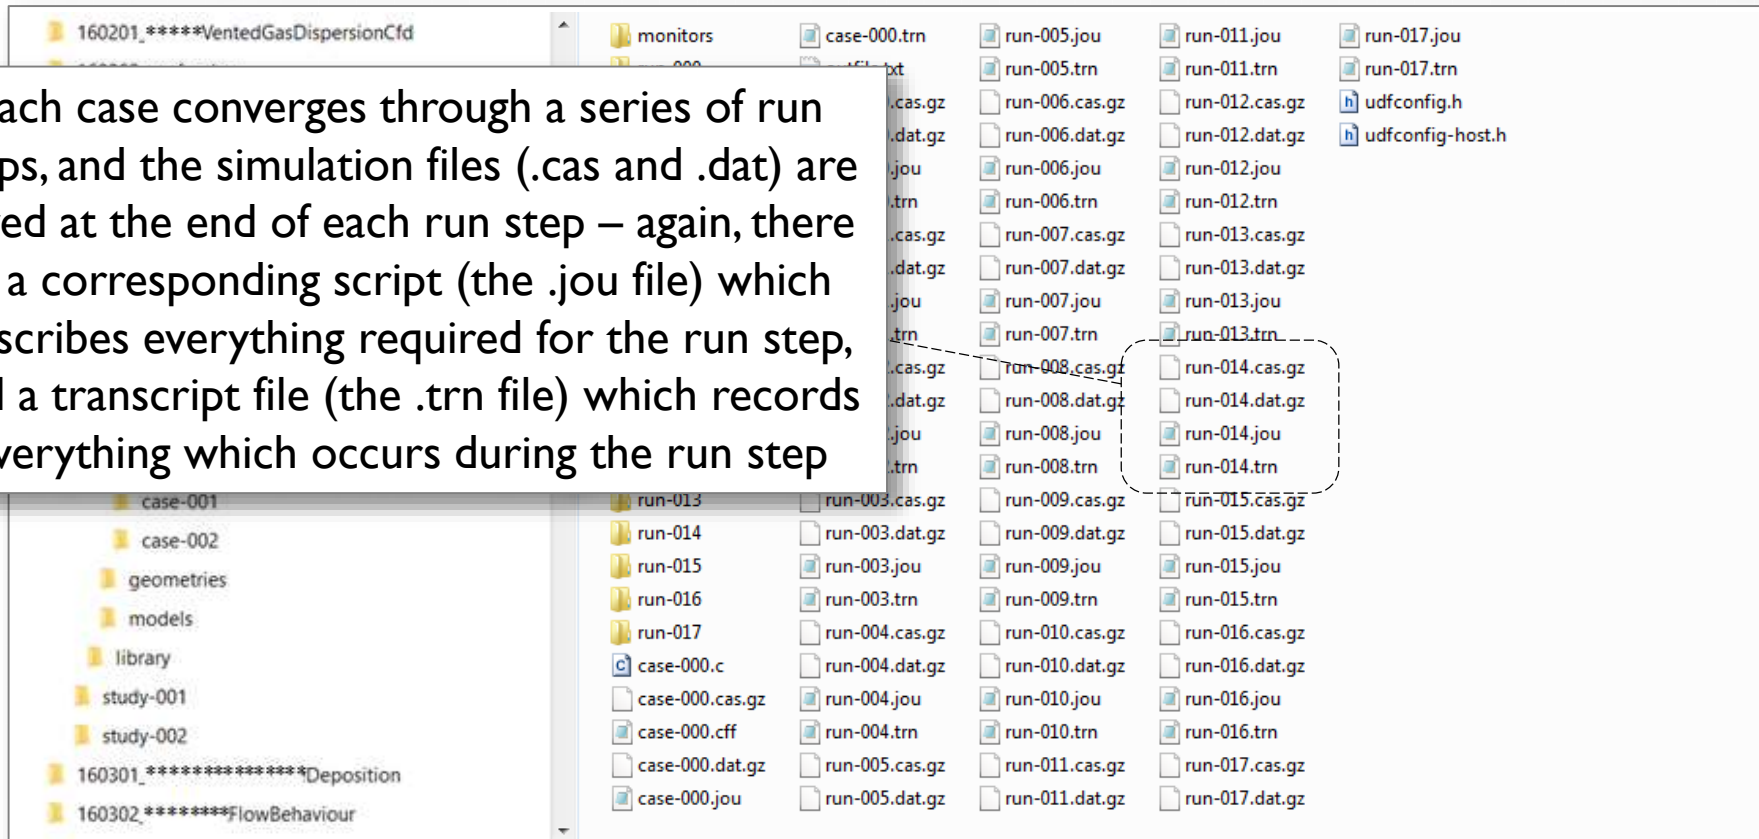 160201_*****VentedGasDispersionCfd
ach case converges through a series of run
ps, and the simulation files (.cas and .dat) are
ed at the end of each run step – again, there
a corresponding script (the .jou file) which
scribes everything required for the run step,
a transcript file (the .trn file) which records
verything which occurs during the run step
case-001
case-002
geometries
models
library
study-001
study-002
160301_****************Deposition
160302_********FlowBehaviour
monitors
run-013
run-014
run-015
run-016
run-017
case-000.c
case-000.cas.gz
case-000.cff
case-000.dat.gz
case-000.jou
case-000.trn
.cas.gz
.dat.gz
.jou
.trn
.cas.gz
.dat.gz
.jou
.trn
.cas.gz
.dat.gz
.jou
.trn
run-003.cas.gz
run-003.dat.gz
run-003.jou
run-003.trn
run-004.cas.gz
run-004.dat.gz
run-004.jou
run-004.trn
run-005.cas.gz
run-005.dat.gz
run-005.jou
run-005.trn
run-006.cas.gz
run-006.dat.gz
run-006.jou
run-006.trn
run-007.cas.gz
run-007.dat.gz
run-007.jou
run-007.trn
run-008.cas.gz
run-008.dat.gz
run-008.jou
run-008.trn
run-009.cas.gz
run-009.dat.gz
run-009.jou
run-009.trn
run-010.cas.gz
run-010.dat.gz
run-010.jou
run-010.trn
run-011.cas.gz
run-011.dat.gz
run-011.jou
run-011.trn
run-012.cas.gz
run-012.dat.gz
run-012.jou
run-012.trn
run-013.cas.gz
run-013.dat.gz
run-013.jou
run-013.trn
run-014.cas.gz
run-014.dat.gz
run-014.jou
run-014.trn
run-015.cas.gz
run-015.dat.gz
run-015.jou
run-015.trn
run-016.cas.gz
run-016.dat.gz
run-016.jou
run-016.trn
run-017.cas.gz
run-017.dat.gz
run-017.jou
run-017.trn
udfconfig.h
udfconfig-host.h